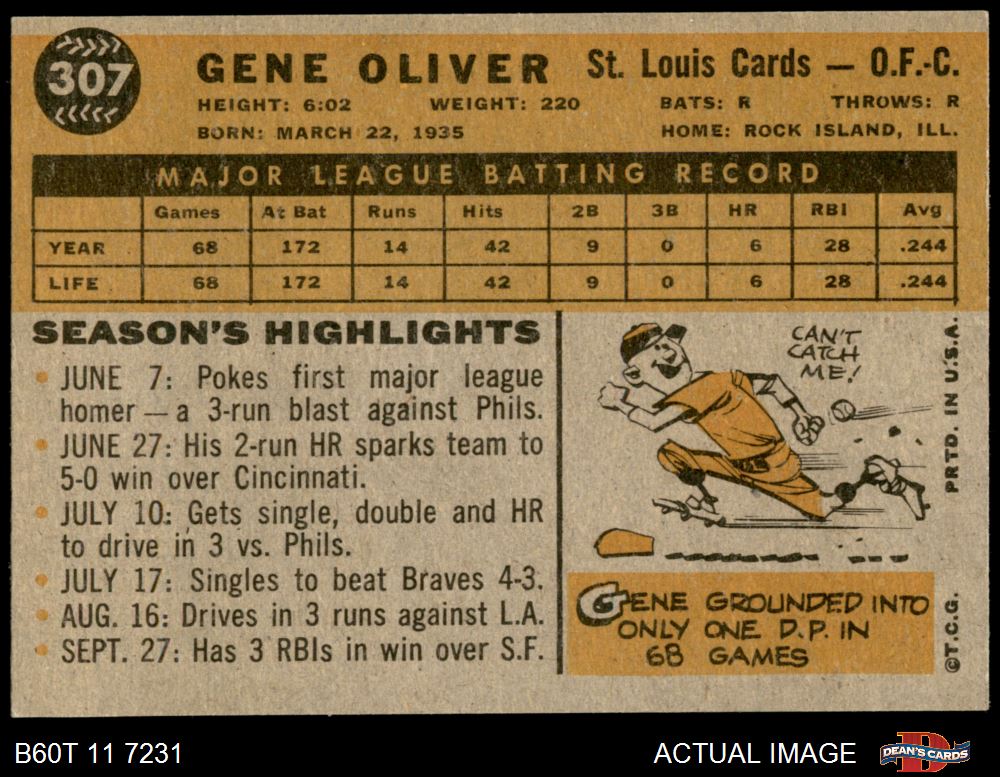 307
GENE OLIVER St. Louis Cards — O.F.-C.
HEIGHT: 6:02 WEIGHT: 220 BATS: R THROWS: R
BORN: MARCH 22, 1935 HOME: ROCK ISLAND, ILL.
MAJOR LEAGUE BATTING RECORD
Games At Bat Runs Hits 2B 3B HR RBI Avg
YEAR 68 172 14 42 9 0 6 28 .244
LIFE 68 172 14 42 9 0 6 28 .244
SEASON'S HIGHLIGHTS
• JUNE 7: Pokes first major league
homer — a 3-run blast against Phils.
• JUNE 27: His 2-run HR sparks team to
5-0 win over Cincinnati.
• JULY 10: Gets single, double and HR
to drive in 3 vs. Phils.
• JULY 17: Singles to beat Braves 4-3.
• AUG. 16: Drives in 3 runs against L.A.
• SEPT. 27: Has 3 RBIs in win over S.F.
CAN'T
CATCH
ME!
GENE GROUNDED INTO
ONLY ONE D.P. IN
68 GAMES
©T.C.G. PRTD. IN U.S.A.
B60T 11 7231 ACTUAL IMAGE
D
DEAN'S CARDS